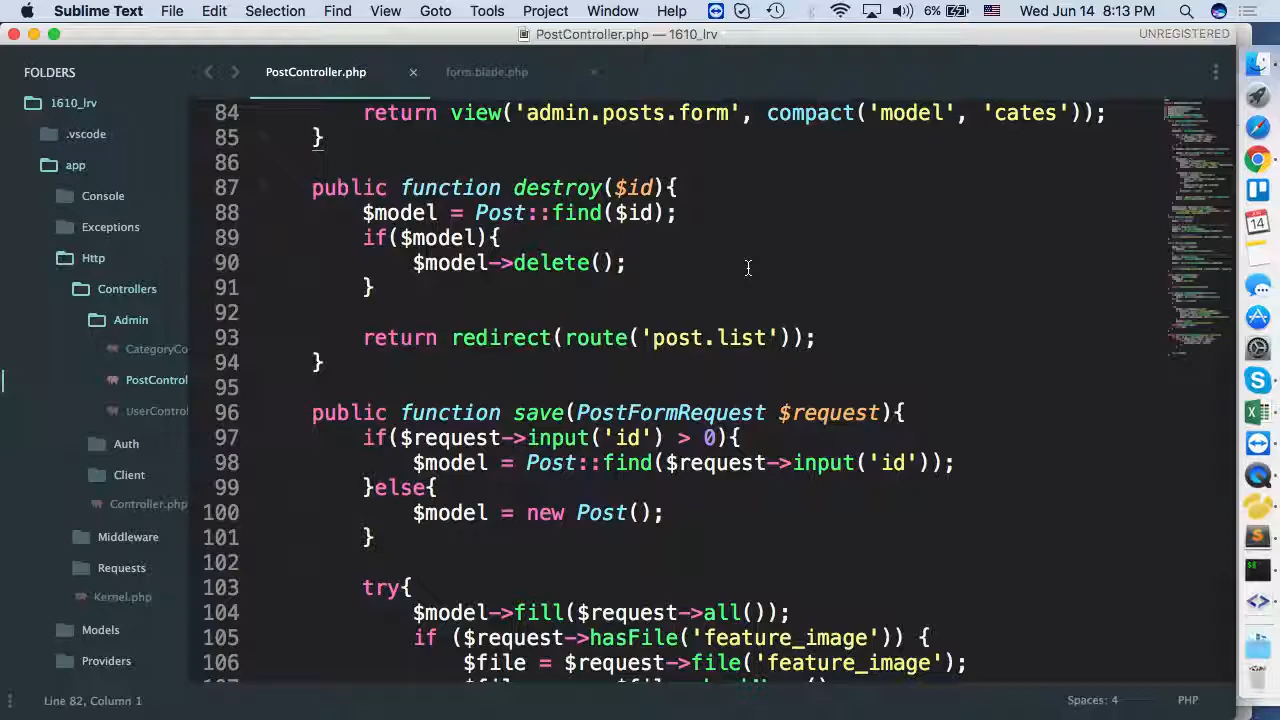 Sublime Text File Edit Selection Find View Goto Tools Project Window Help 6% Wed Jun 14 8:13 PM
PostController.php — 1610_lrv UNREGISTERED
FOLDERS
1610_lrv
.vscode
app
Console
Exceptions
Http
Controllers
Admin
CategoryCo
PostControl
UserControl
Auth
Client
Controller.php
Middleware
Requests
Kernel.php
Models
Providers
PostController.php × form.blade.php
84 return view('admin.posts.form', compact('model', 'cates'));
85 }
86
87 public function destroy($id){
88 $model = Post::find($id);
89 if($model){
90 $model->delete();
91 }
92
93 return redirect(route('post.list'));
94 }
95
96 public function save(PostFormRequest $request){
97 if($request->input('id') > 0){
98 $model = Post::find($request->input('id'));
99 }else{
100 $model = new Post();
101 }
102
103 try{
104 $model->fill($request->all());
105 if ($request->hasFile('feature_image')) {
106 $file = $request->file('feature_image');
Line 82, Column 1 Spaces: 4 PHP
JUN
14